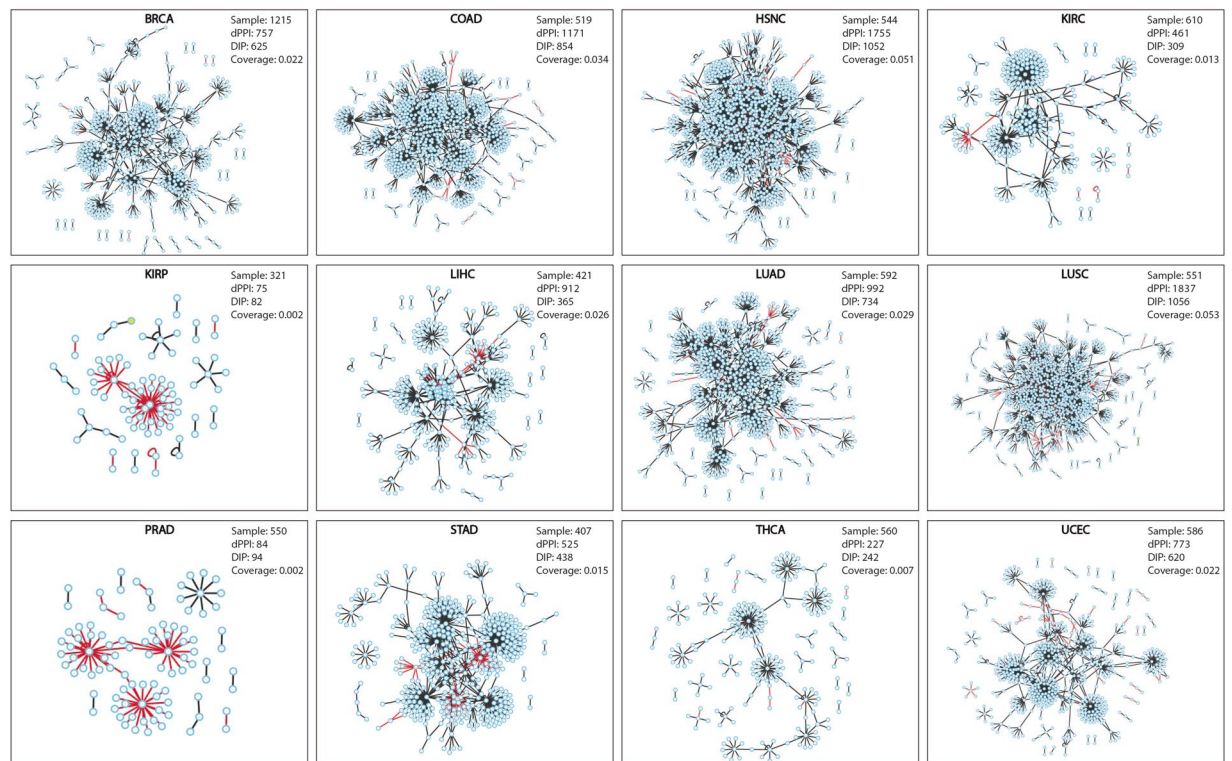 BRCA
Sample: 1215
dPPI: 757
DIP: 625
Coverage: 0.022
COAD
Sample: 519
dPPI: 1171
DIP: 854
Coverage: 0.034
HSNC
Sample: 544
dPPI: 1755
DIP: 1052
Coverage: 0.051
KIRC
Sample: 610
dPPI: 461
DIP: 309
Coverage: 0.013
KIRP
Sample: 321
dPPI: 75
DIP: 82
Coverage: 0.002
LIHC
Sample: 421
dPPI: 912
DIP: 365
Coverage: 0.026
LUAD
Sample: 592
dPPI: 992
DIP: 734
Coverage: 0.029
LUSC
Sample: 551
dPPI: 1837
DIP: 1056
Coverage: 0.053
PRAD
Sample: 550
dPPI: 84
DIP: 94
Coverage: 0.002
STAD
Sample: 407
dPPI: 525
DIP: 438
Coverage: 0.015
THCA
Sample: 560
dPPI: 227
DIP: 242
Coverage: 0.007
UCEC
Sample: 586
dPPI: 773
DIP: 620
Coverage: 0.022